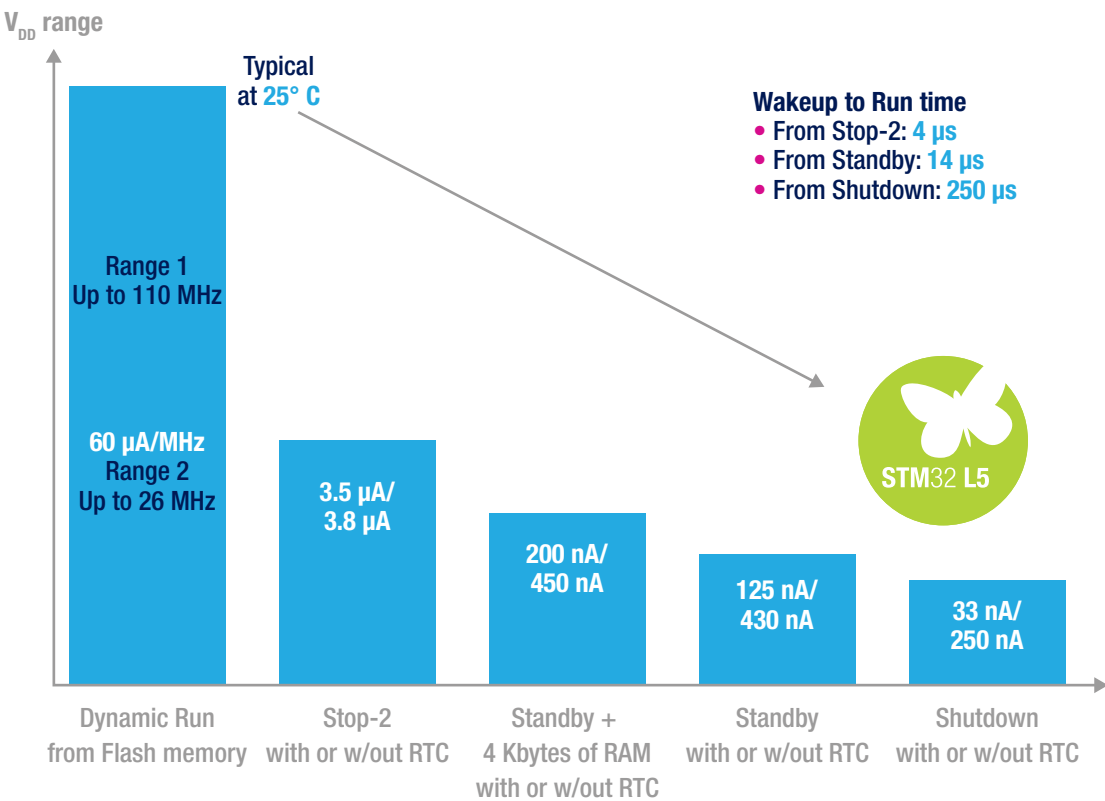 V_DD range
Typical
at 25° C
Wakeup to Run time
• From Stop-2: 4 µs
• From Standby: 14 µs
• From Shutdown: 250 µs
Range 1
Up to 110 MHz
60 µA/MHz
Range 2
Up to 26 MHz
3.5 µA/
3.8 µA
200 nA/
450 nA
125 nA/
430 nA
33 nA/
250 nA
STM32 L5
Dynamic Run
from Flash memory
Stop-2
with or w/out RTC
Standby +
4 Kbytes of RAM
with or w/out RTC
Standby
with or w/out RTC
Shutdown
with or w/out RTC